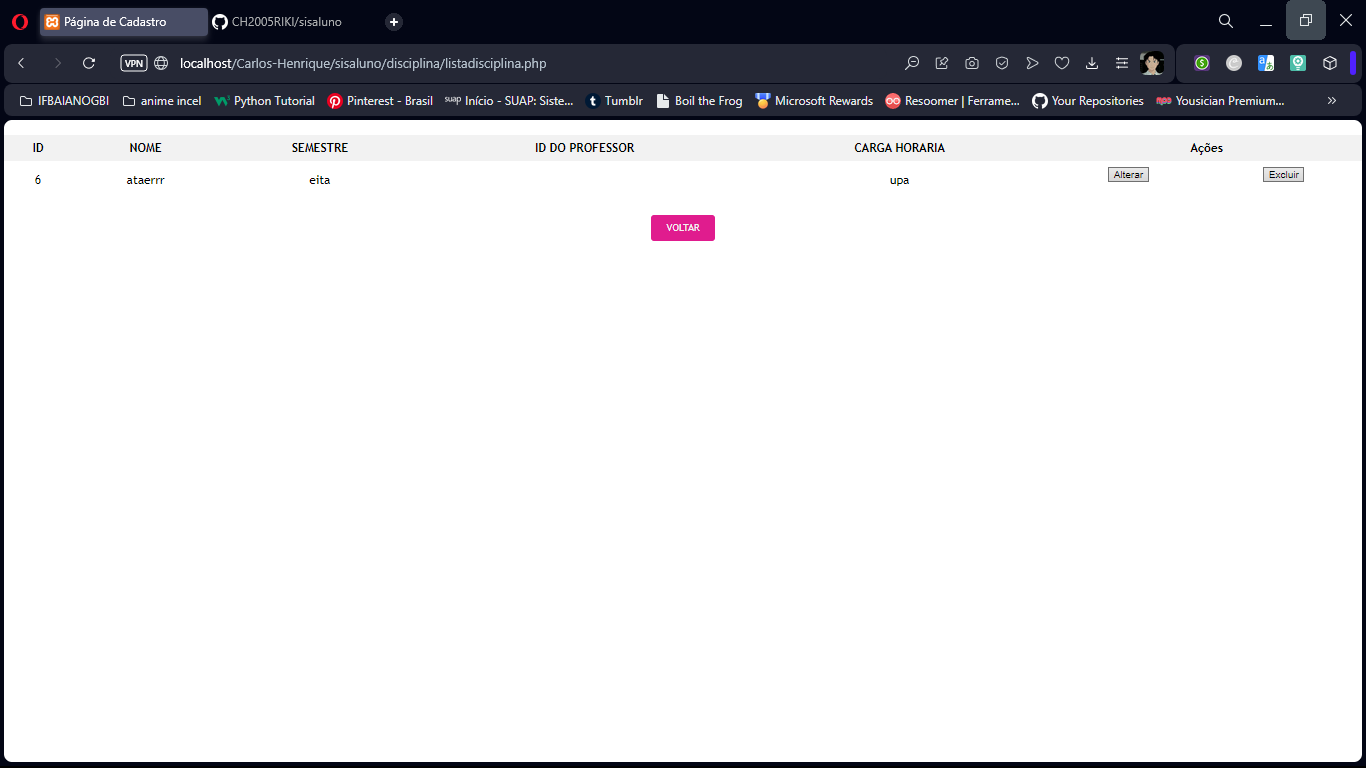 Página de Cadastro CH2005RIKI/sisaluno
VPN localhost/Carlos-Henrique/sisaluno/disciplina/listadisciplina.php
IFBAIANOGBI anime incel Python Tutorial Pinterest - Brasil suap Início - SUAP: Siste... Tumblr Boil the Frog Microsoft Rewards Resoomer | Ferrame... Your Repositories Yousician Premium...
ID NOME SEMESTRE ID DO PROFESSOR CARGA HORARIA Ações
6 ataerrr eita upa Alterar Excluir
VOLTAR